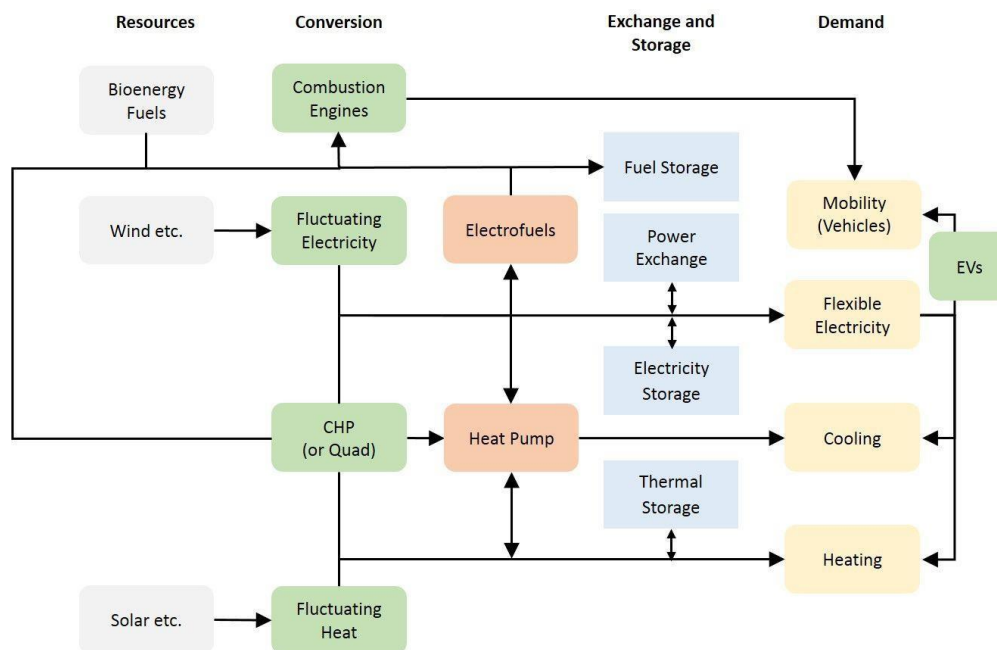 Resources
Conversion
Exchange and
Storage
Demand
Bioenergy
Fuels
Combustion
Engines
Fuel Storage
Mobility
(Vehicles)
Wind etc.
Fluctuating
Electricity
Electrofuels
Power
Exchange
EVs
Flexible
Electricity
Electricity
Storage
CHP
(or Quad)
Heat Pump
Cooling
Thermal
Storage
Heating
Solar etc.
Fluctuating
Heat